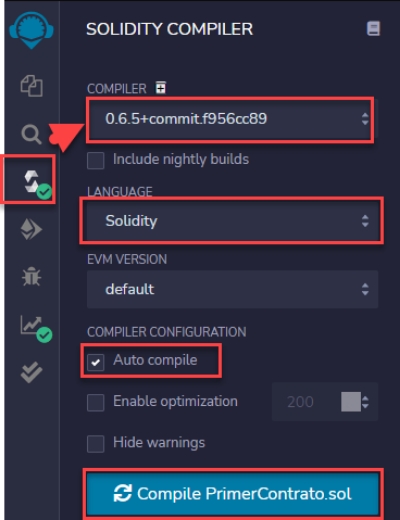 SOLIDITY COMPILER
COMPILER
0.6.5+commit.f956cc89
Include nightly builds
LANGUAGE
Solidity
EVM VERSION
default
COMPILER CONFIGURATION
Auto compile
Enable optimization 200
Hide warnings
Compile PrimerContrato.sol